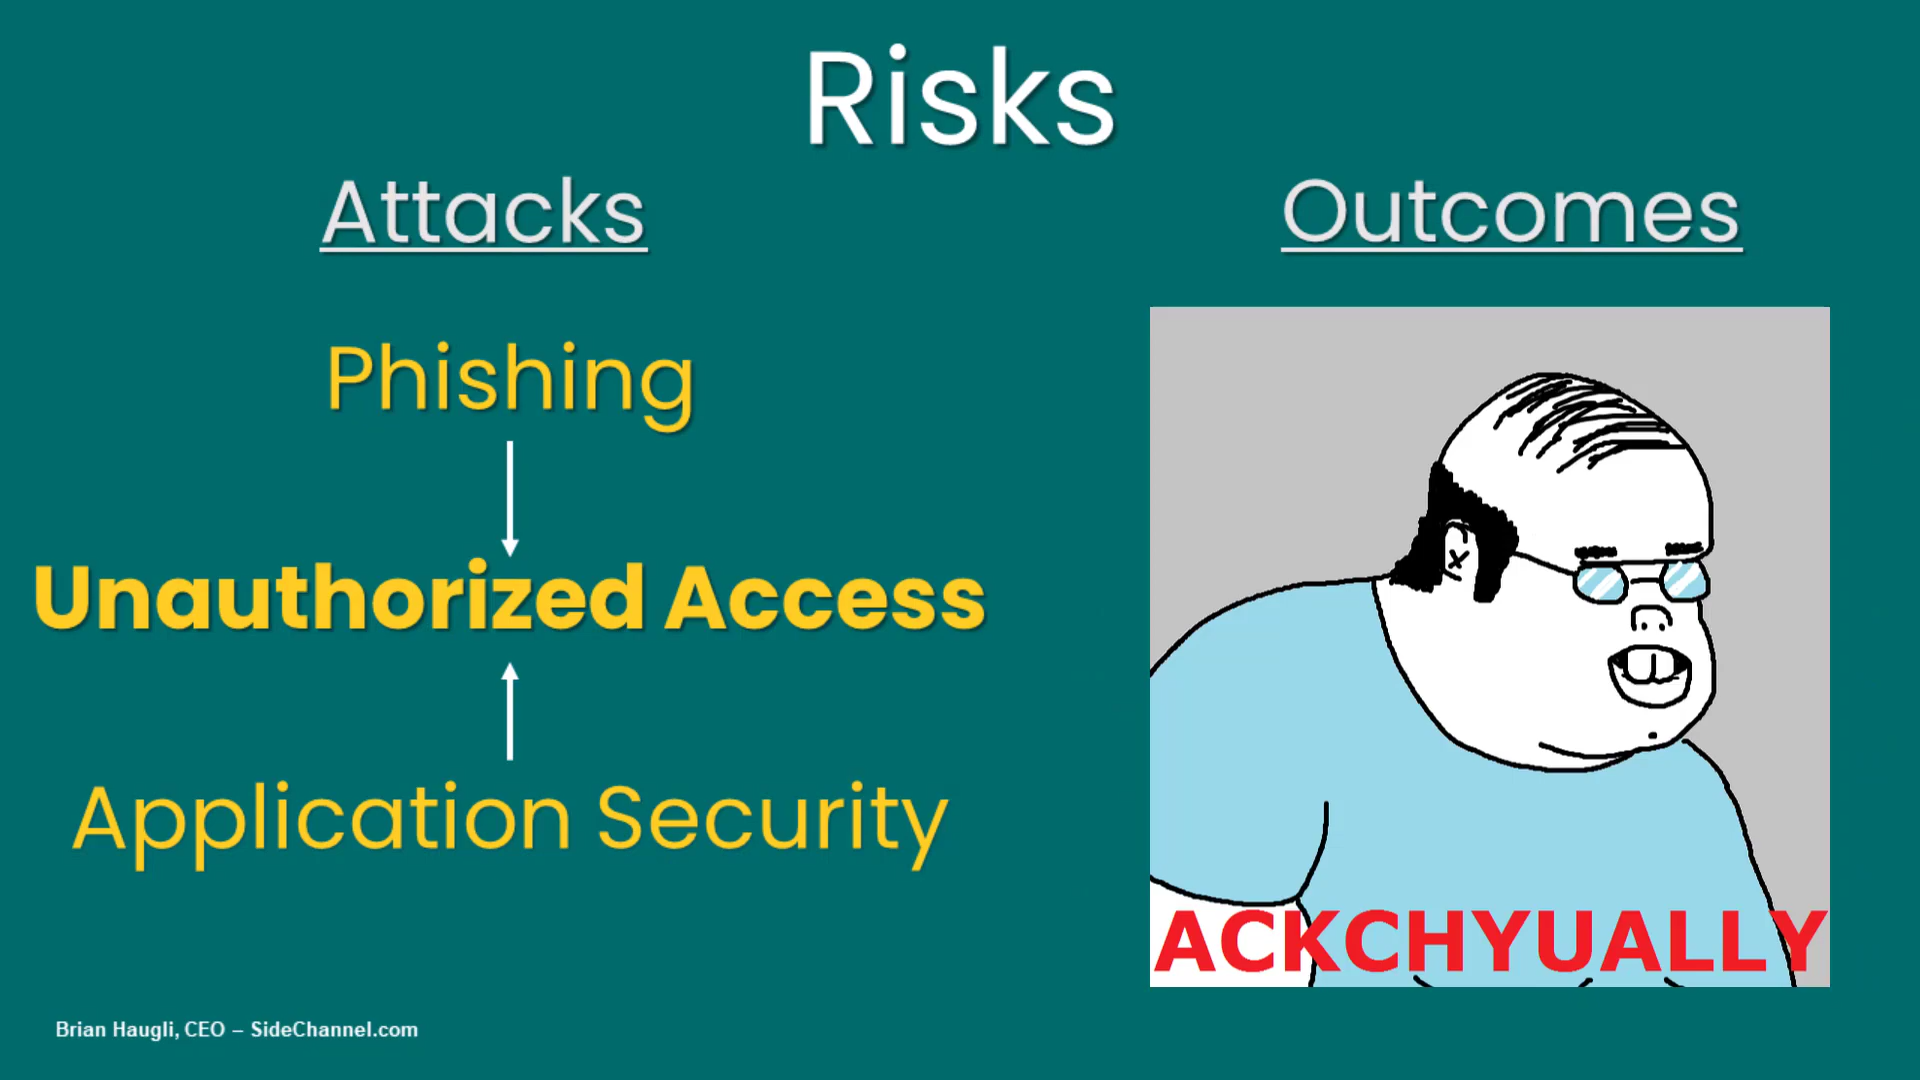 Risks
Attacks
Outcomes
Phishing
Unauthorized Access
Application Security
ACKCHYUALLY
Brian Haugli, CEO – SideChannel.com